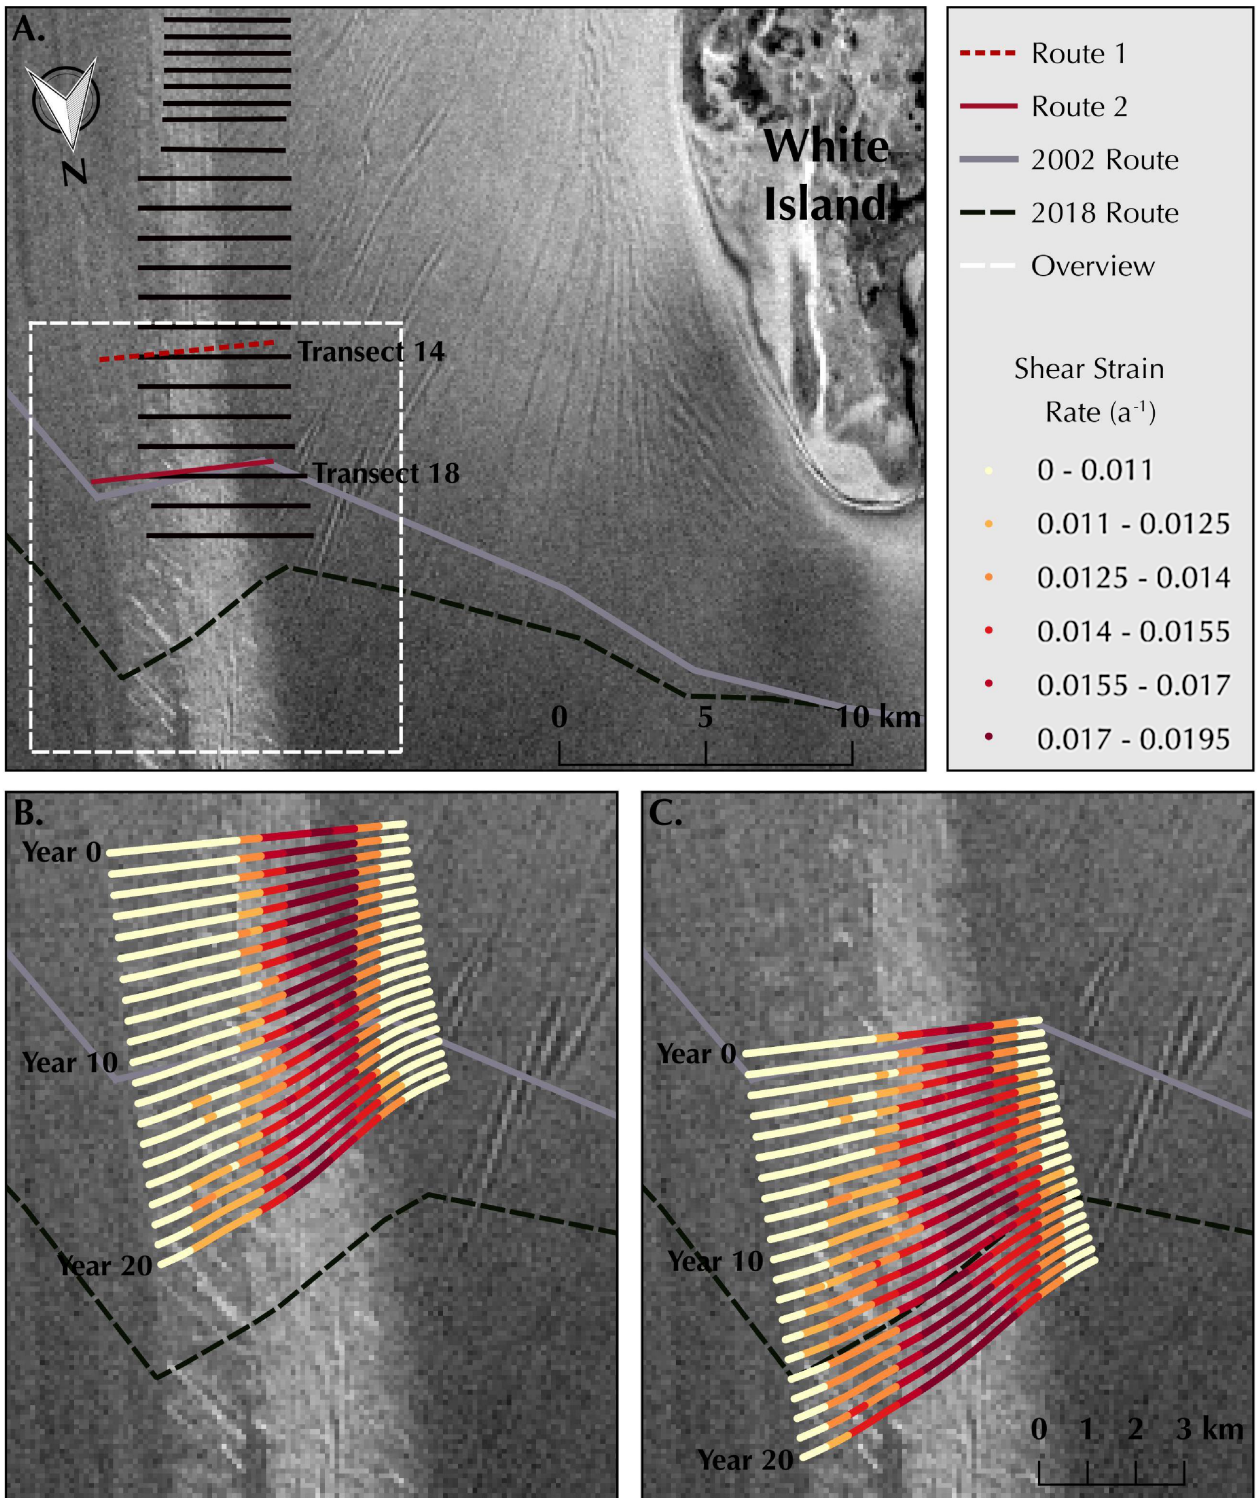 A.
N
White
Island
Transect 14
Transect 18
0 5 10 km
Route 1
Route 2
2002 Route
2018 Route
Overview
Shear Strain
Rate (a⁻¹)
0 - 0.011
0.011 - 0.0125
0.0125 - 0.014
0.014 - 0.0155
0.0155 - 0.017
0.017 - 0.0195
B.
Year 0
Year 10
Year 20
C.
Year 0
Year 10
Year 20
0 1 2 3 km